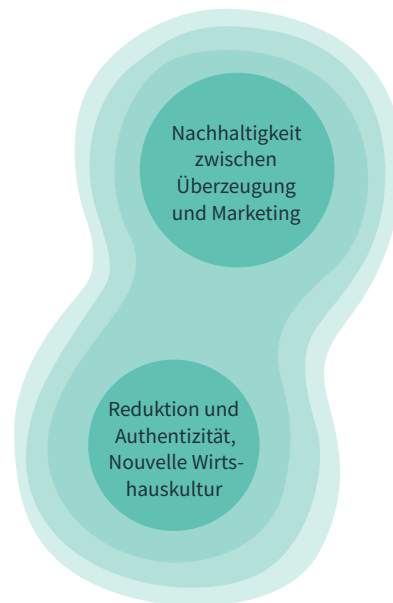 Nachhaltigkeit
zwischen
Überzeugung
und Marketing
Reduktion und
Authentizität,
Nouvelle Wirts-
hauskultur